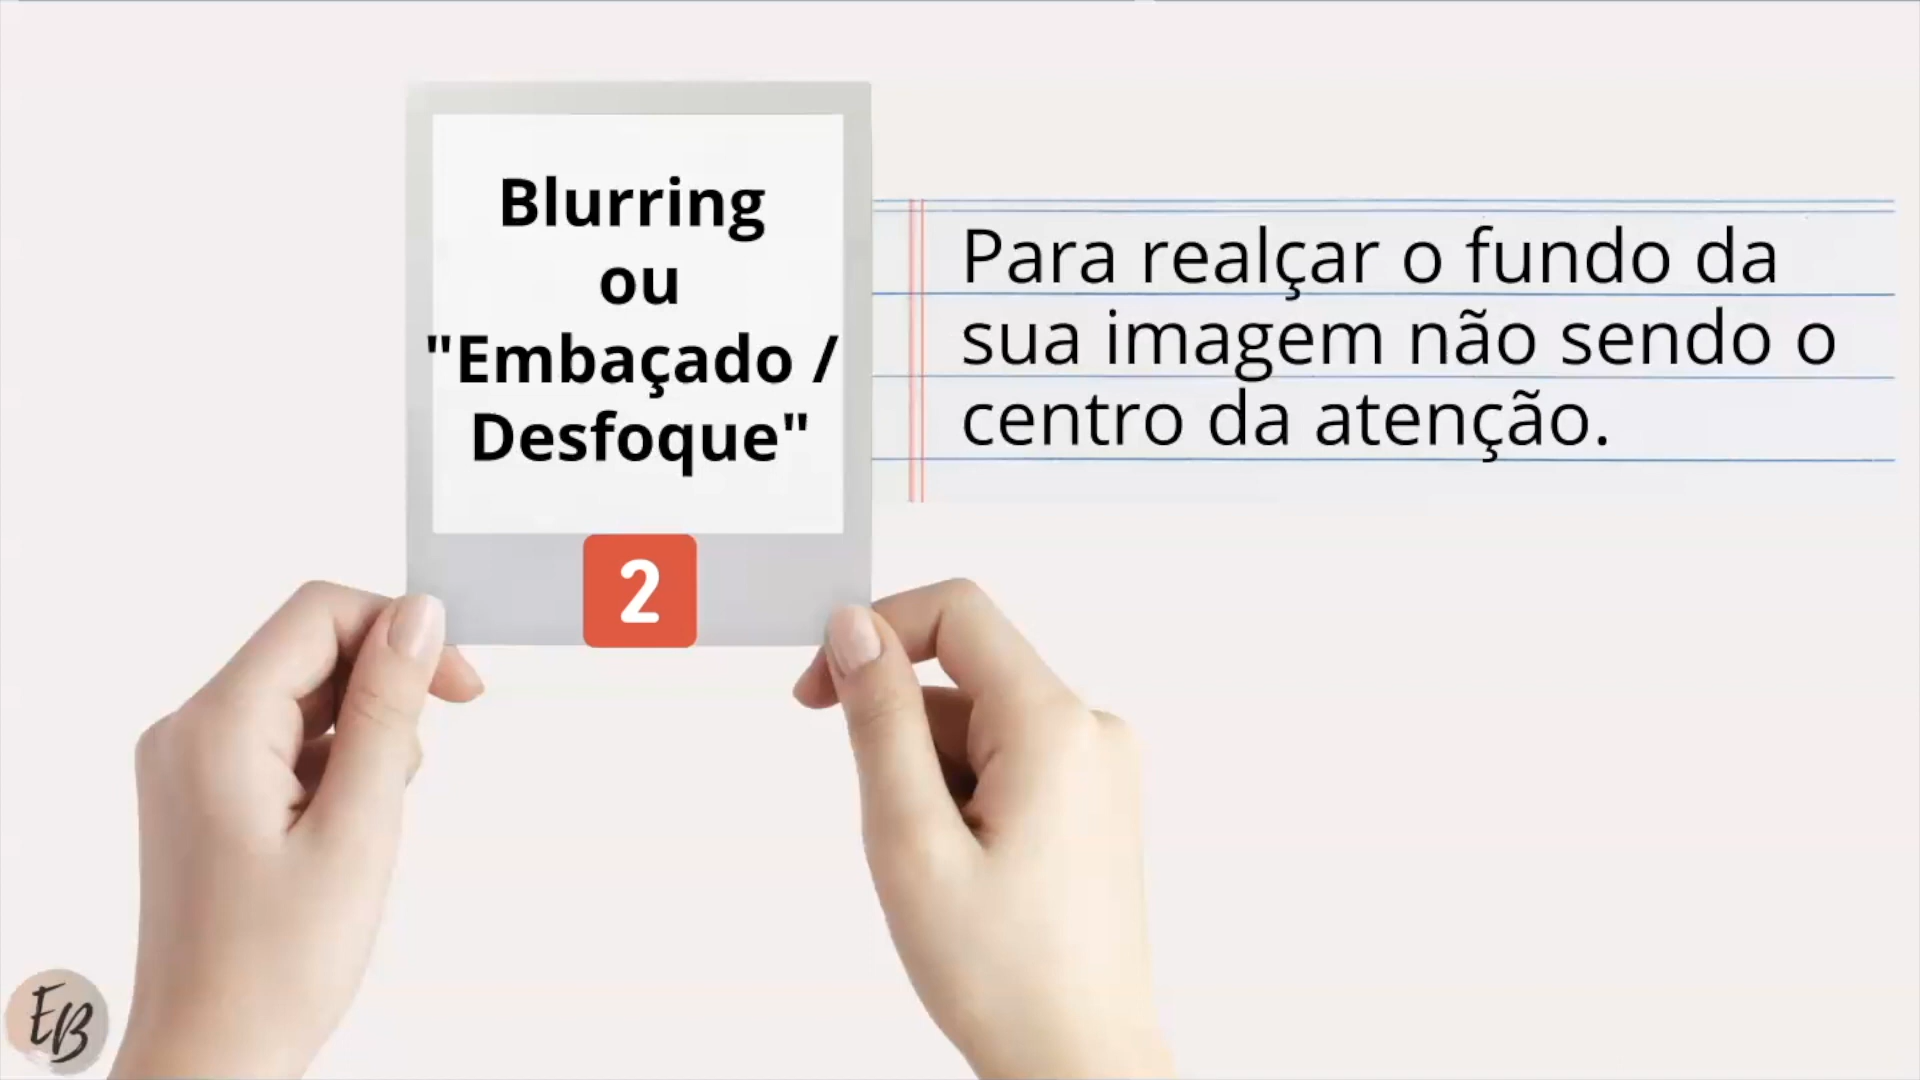 Blurring
ou
"Embaçado /
Desfoque"
2
Para realçar o fundo da
sua imagem não sendo o
centro da atenção.
EB